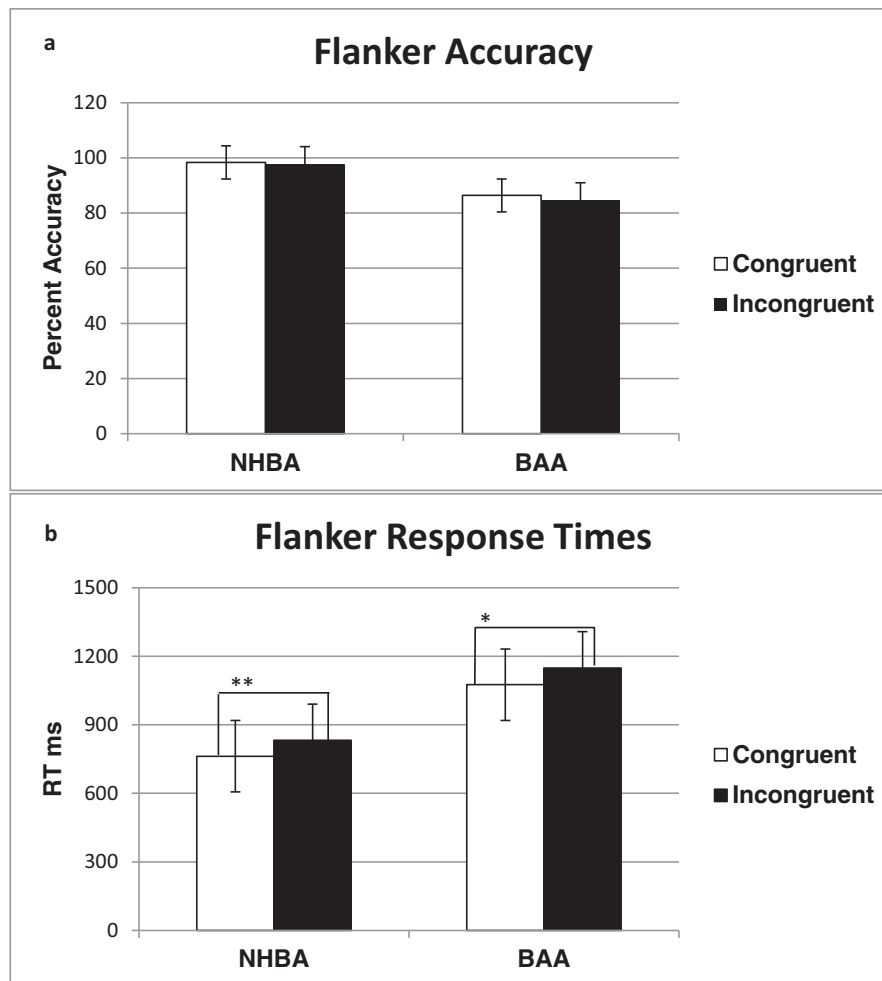 a
Flanker Accuracy
120
100
80
60
40
20
0
Percent Accuracy
NHBA
BAA
Congruent
Incongruent
b
Flanker Response Times
1500
1200
900
600
300
0
RT ms
**
*
NHBA
BAA
Congruent
Incongruent